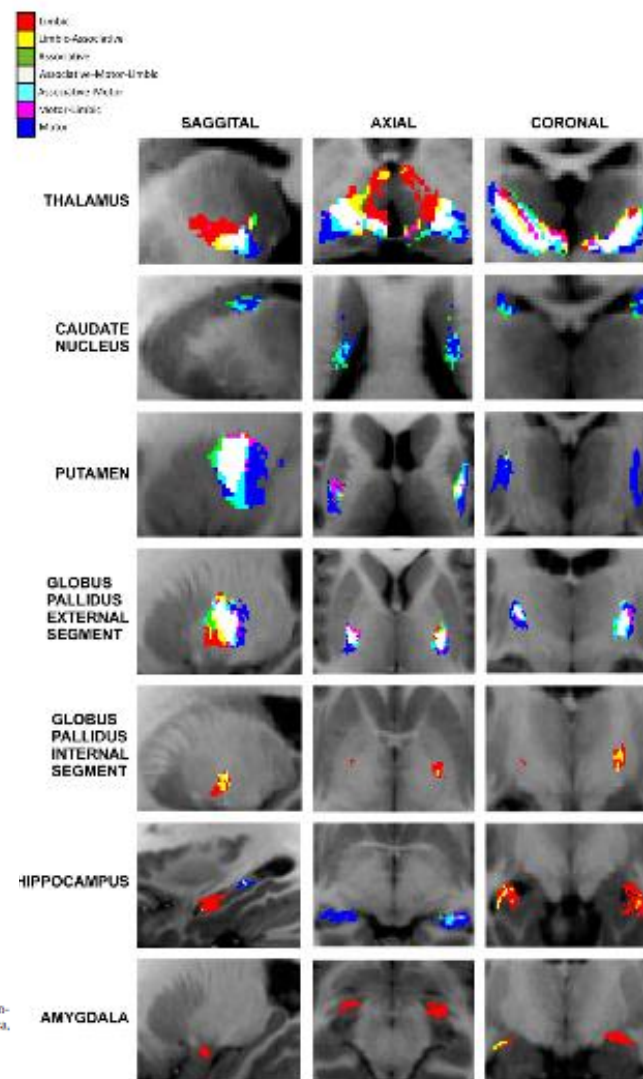 Limbic
Limbic-Associative
Associative
Associative-Motor-Limbic
Associative-Motor
Motor-Limbic
Motor
SAGGITAL AXIAL CORONAL
THALAMUS
CAUDATE
NUCLEUS
PUTAMEN
GLOBUS
PALLIDUS
EXTERNAL
SEGMENT
GLOBUS
PALLIDUS
INTERNAL
SEGMENT
HIPPOCAMPUS
n-
a,
AMYGDALA